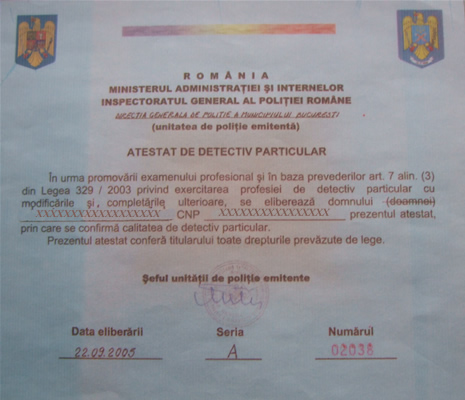 ROMÂNIA
MINISTERUL ADMINISTRAŢIEI ŞI INTERNELOR
INSPECTORATUL GENERAL AL POLIŢIEI ROMÂNE
DIRECŢIA GENERALA DE POLIŢIE A MUNICIPIULUI BUCUREŞTI
(unitatea de poliţie emitentă)
ATESTAT DE DETECTIV PARTICULAR
În urma promovării examenului profesional şi în baza prevederilor art. 7 alin. (3)
din Legea 329 / 2003 privind exercitarea profesiei de detectiv particular cu
modificările şi, completările ulterioare, se eliberează domnului (doamnei)
XXXXXXXXXXXXXXXXXX CNP XXXXXXXXXXXXXXXX prezentul atestat,
prin care se confirmă calitatea de detectiv particular.
Prezentul atestat conferă titularului toate drepturile prevăzute de lege.
Şeful unităţii de poliţie emitente
Data eliberării Seria Numărul
22.09.2005 A 02036